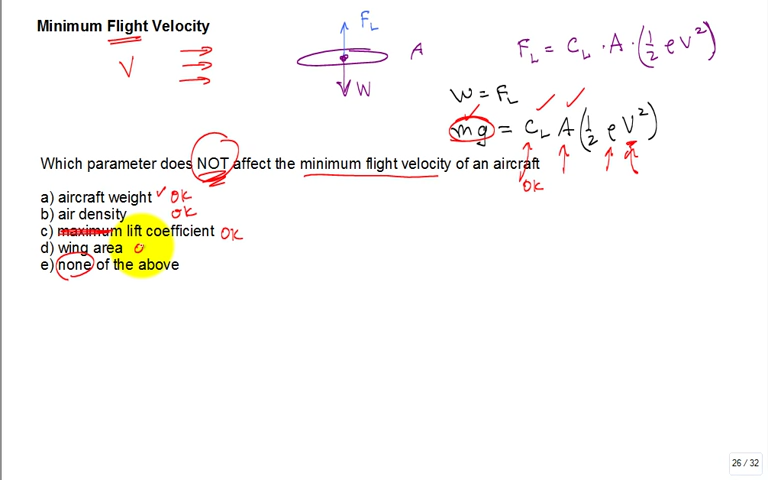 Minimum Flight Velocity
V
F_L
A
W
F_L = C_L · A · (1/2 ρ V²)
W = F_L
mg = C_L A (1/2 ρ V²)
Which parameter does NOT affect the minimum flight velocity of an aircraft
OK
a) aircraft weight ✓ OK
b) air density OK
c) maximum lift coefficient OK
d) wing area O
e) none of the above
26 / 32